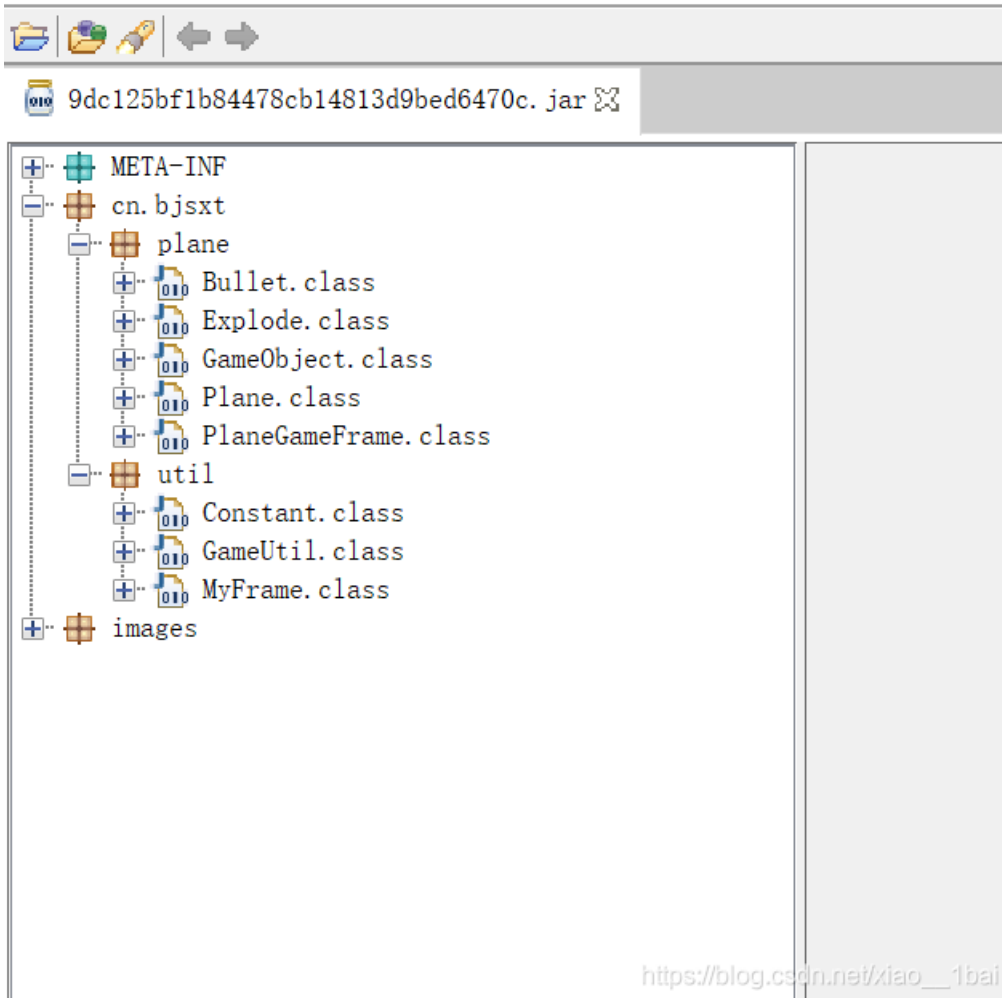 9dc125bf1b84478cb14813d9bed6470c.jar
META-INF
cn.bjsxt
plane
Bullet.class
Explode.class
GameObject.class
Plane.class
PlaneGameFrame.class
util
Constant.class
GameUtil.class
MyFrame.class
images
https://blog.csdn.net/xiao__1bai